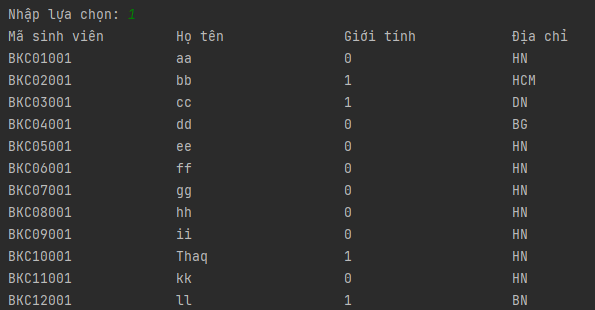 Nhập lựa chọn: 1
Mã sinh viên Họ tên Giới tính Địa chỉ
BKC01001 aa 0 HN
BKC02001 bb 1 HCM
BKC03001 cc 1 DN
BKC04001 dd 0 BG
BKC05001 ee 0 HN
BKC06001 ff 0 HN
BKC07001 gg 0 HN
BKC08001 hh 0 HN
BKC09001 ii 0 HN
BKC10001 Thaq 1 HN
BKC11001 kk 0 HN
BKC12001 ll 1 BN